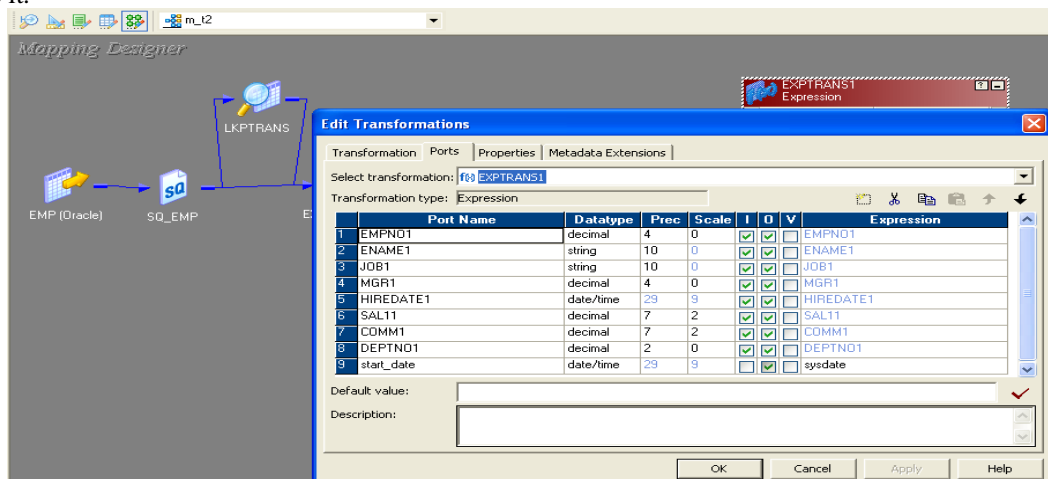 it.
m_t2
Mapping Designer
EXPTRANS1
Expression
LKPTRANS
EMP (Oracle)
SQ_EMP
E
Edit Transformations
Transformation Ports Properties Metadata Extensions
Select transformation: f(x) EXPTRANS1
Transformation type: Expression
Port Name Datatype Prec Scale I O V Expression
1 EMPNO1 decimal 4 0 EMPNO1
2 ENAME1 string 10 0 ENAME1
3 JOB1 string 10 0 JOB1
4 MGR1 decimal 4 0 MGR1
5 HIREDATE1 date/time 29 9 HIREDATE1
6 SAL11 decimal 7 2 SAL11
7 COMM1 decimal 7 2 COMM1
8 DEPTNO1 decimal 2 0 DEPTNO1
9 start_date date/time 29 9 sysdate
Default value:
Description:
OK Cancel Apply Help